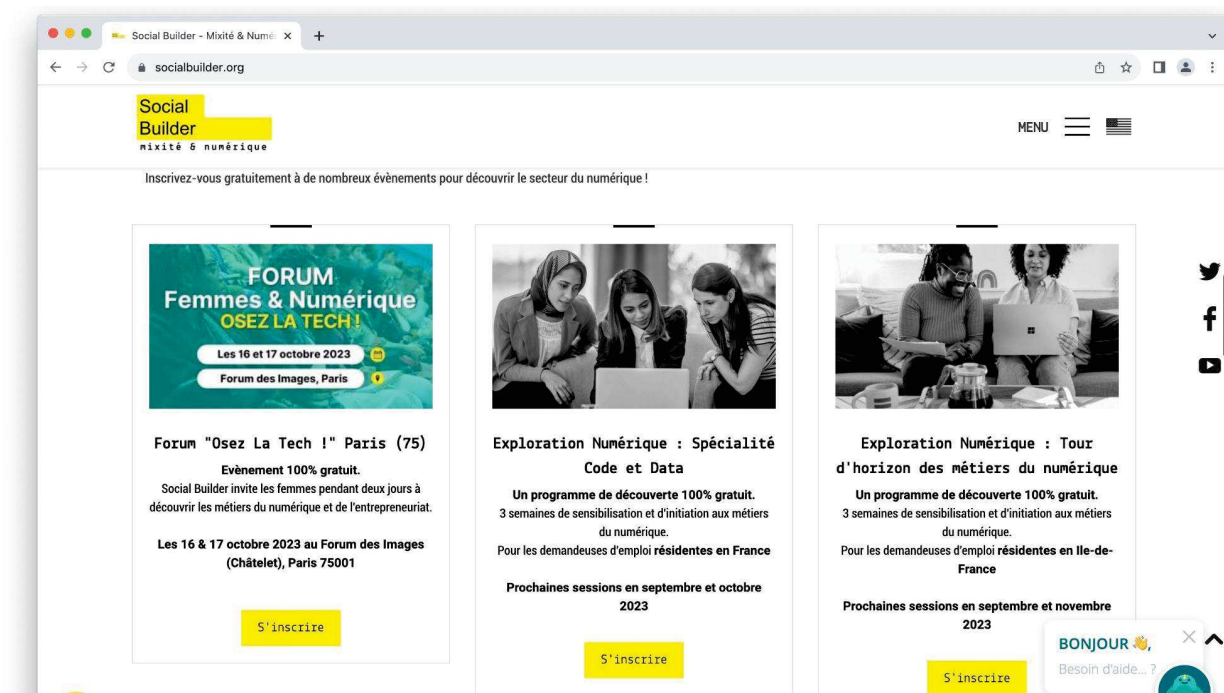 Social Builder - Mixité & Numé
socialbuilder.org
Social
Builder
mixité & numérique
MENU
Inscrivez-vous gratuitement à de nombreux évènements pour découvrir le secteur du numérique !
FORUM
Femmes & Numérique
OSEZ LA TECH !
Les 16 et 17 octobre 2023
Forum des Images, Paris
Forum "Osez La Tech !" Paris (75)
Evènement 100% gratuit.
Social Builder invite les femmes pendant deux jours à
découvrir les métiers du numérique et de l'entrepreneuriat.
Les 16 & 17 octobre 2023 au Forum des Images
(Châtelet), Paris 75001
S'inscrire
Exploration Numérique : Spécialité
Code et Data
Un programme de découverte 100% gratuit.
3 semaines de sensibilisation et d'initiation aux métiers
du numérique.
Pour les demandeuses d'emploi résidentes en France
Prochaines sessions en septembre et octobre
2023
S'inscrire
Exploration Numérique : Tour
d'horizon des métiers du numérique
Un programme de découverte 100% gratuit.
3 semaines de sensibilisation et d'initiation aux métiers
du numérique.
Pour les demandeuses d'emploi résidentes en Ile-de-
France
Prochaines sessions en septembre et novembre
2023
S'inscrire
BONJOUR 👋,
Besoin d'aide... ?